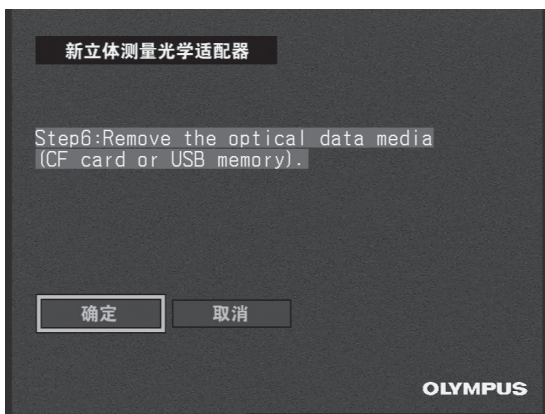 新立体测量光学适配器
Step6:Remove the optical data media
(CF card or USB memory).
确定 取消
OLYMPUS